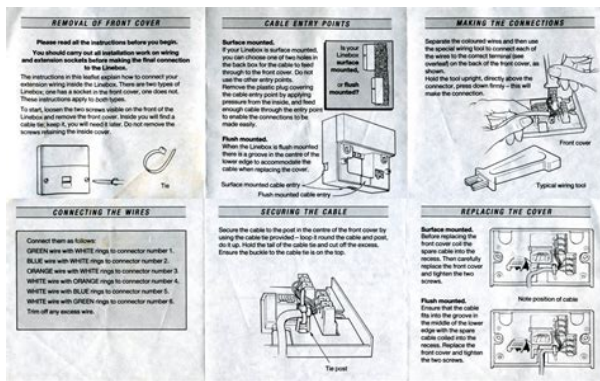 REMOVAL OF FRONT COVER
Please read all the instructions before you begin.
You should carry out all installation work on wiring
and extension sockets before making the final connection
to the Linebox.
The instructions in this leaflet explain how to connect your
extension wiring inside the Linebox. There are two types of
Linebox; one has a socket in the front cover, one does not.
These instructions apply to both types.
To start, loosen the two screws visible on the front of the
Linebox and remove the front cover. Inside you will find a
cable tie; keep it, you will need it later. Do not remove the
screws retaining the inside cover.
Tie
CABLE ENTRY POINTS
Surface mounted.
If your Linebox is surface mounted,
you can choose one of two holes in
the back box for the cable to feed
through to the front cover. Do not
use the other entry points.
Remove the plastic plug covering
the cable entry point by applying
pressure from the inside, and feed
enough cable through the entry point
to enable the connections to be
made easily.
Is your
Linebox
surface
mounted,
or flush
mounted?
Flush mounted.
When the Linebox is flush mounted
there is a groove in the centre of the
lower edge to accommodate the
cable when replacing the cover.
Surface mounted cable entry
Flush mounted cable entry
MAKING THE CONNECTIONS
Separate the coloured wires and then use
the special wiring tool to connect each of
the wires to the correct terminal (see
overleaf) on the back of the front cover, as
shown.
Hold the tool upright, directly above the
connector, press down firmly – this will
make the connection.
Front cover
Typical wiring tool
CONNECTING THE WIRES
Connect them as follows:
GREEN wire with WHITE rings to connector number 1.
BLUE wire with WHITE rings to connector number 2.
ORANGE wire with WHITE rings to connector number 3.
WHITE wire with ORANGE rings to connector number 4.
WHITE wire with BLUE rings to connector number 5.
WHITE wire with GREEN rings to connector number 6.
Trim off any excess wire.
SECURING THE CABLE
Secure the cable to the post in the centre of the front cover by
using the cable tie provided – loop it round the cable and post,
do it up. Hold the tail of the cable tie and cut off the excess.
Ensure the buckle to the cable tie is on the top.
Tie post
REPLACING THE COVER
Surface mounted.
Before replacing the
front cover coil the
spare cable into the
recess. Then carefully
replace the front cover
and tighten the two
screws.
Note position of cable
Flush mounted.
Ensure that the cable
fits into the groove in
the middle of the lower
edge with the spare
cable coiled into the
recess. Replace the
front cover and tighten
the two screws.